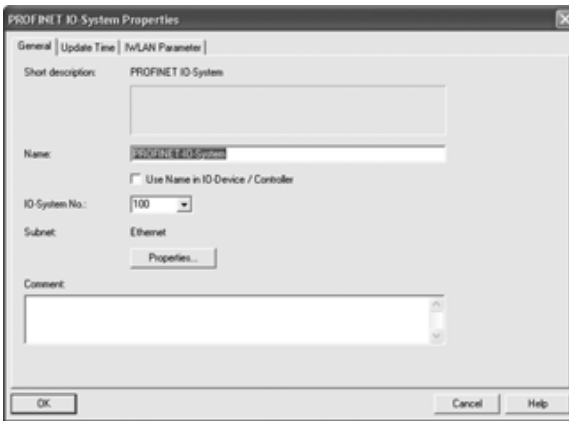 PROFINET IO-System Properties
General Update Time IWLAN Parameter
Short description: PROFINET IO-System
Name: PROFINET-IO-System
Use Name in IO-Device / Controller
IO-System No.: 100
Subnet: Ethernet
Properties...
Comment:
OK Cancel Help